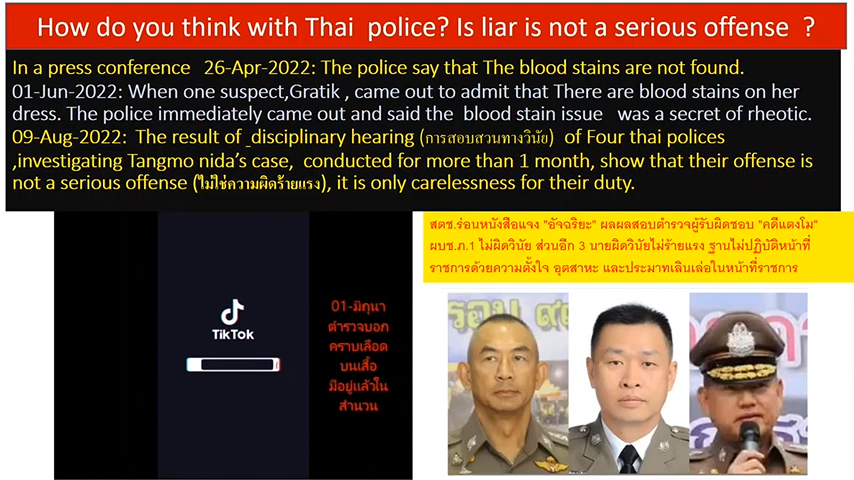 How do you think with Thai police? Is liar is not a serious offense ?
In a press conference 26-Apr-2022: The police say that The blood stains are not found.
01-Jun-2022: When one suspect,Gratik , came out to admit that There are blood stains on her
dress. The police immediately came out and said the blood stain issue was a secret of rheotic.
09-Aug-2022: The result of _disciplinary hearing (การสอบสวนทางวินัย) of Four thai polices
,investigating Tangmo nida's case, conducted for more than 1 month, show that their offense is
not a serious offense (ไม่ใช่ความผิดร้ายแรง), it is only carelessness for their duty.
สตช.ร่อนหนังสือแจง "อัจฉริยะ" ผลผลสอบตำรวจผู้รับผิดชอบ "คดีแตงโม"
ผบช.ภ.1 ไม่ผิดวินัย ส่วนอีก 3 นายผิดวินัยไม่ร้ายแรง ฐานไม่ปฏิบัติหน้าที่
ราชการด้วยความตั้งใจ อุตสาหะ และประมาทเลินเล่อในหน้าที่ราชการ
TikTok
01-มิถุนา
ตำรวจบอก
คราบเลือด
บนเสื้อ
มีอยู่แล้วใน
สำนวน